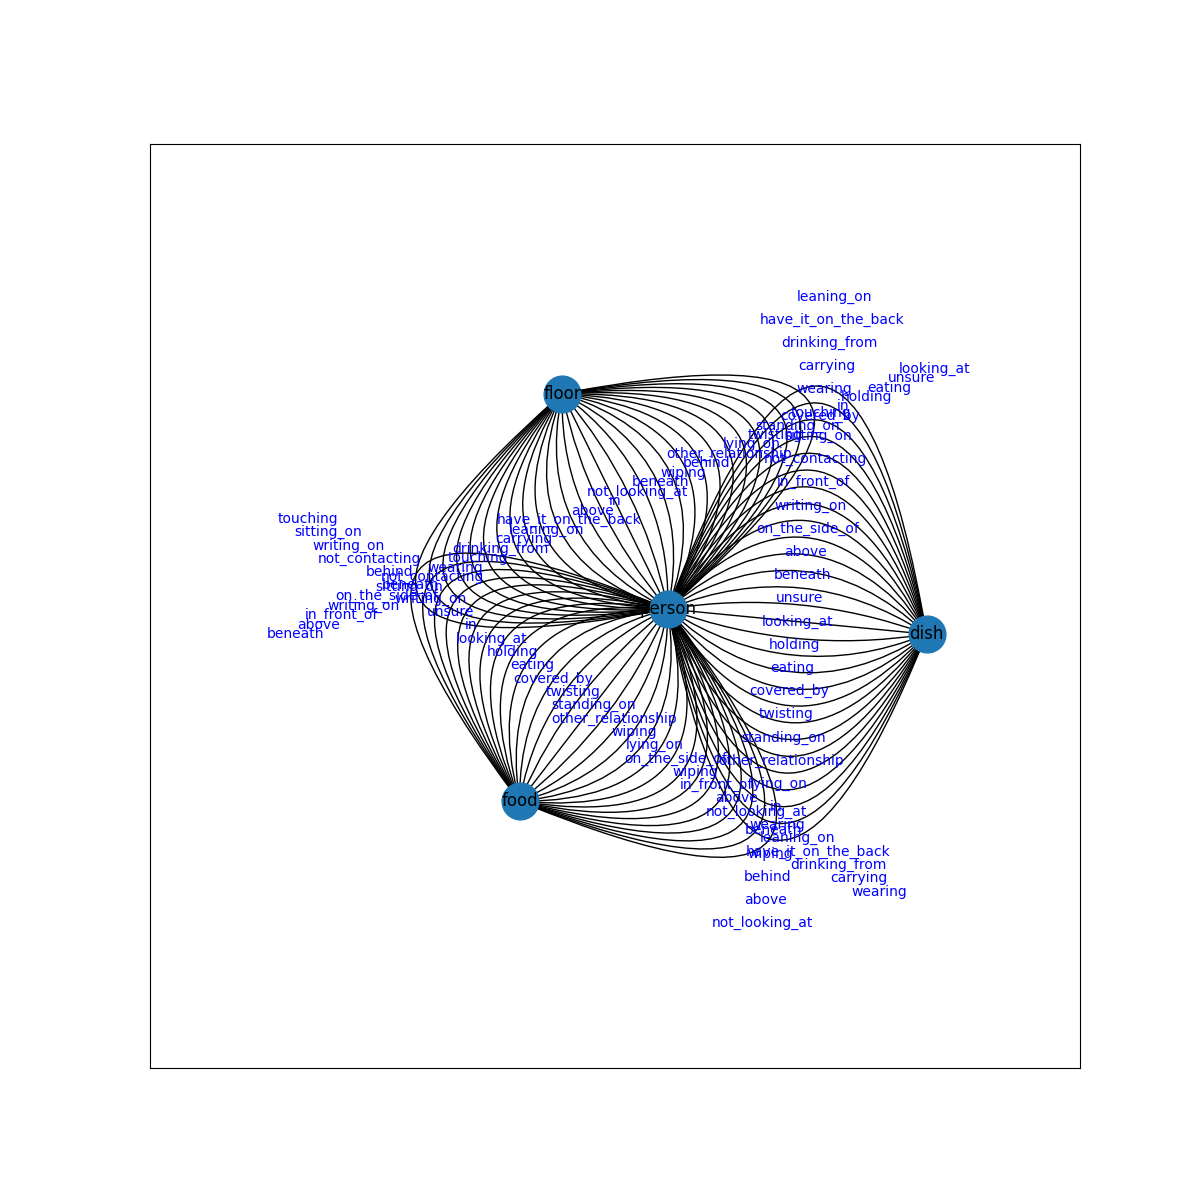 leaning_on
have_it_on_the_back
drinking_from
carrying
looking_at
unsure
wearing
eating
holding
floor
in
touching
covered_by
standing_on
twisting
sitting_on
lying_on
other_relationship
not_contacting
behind
wiping
in_front_of
beneath
not_looking_at
in
writing_on
above
touching
have_it_on_the_back
on_the_side_of
leaning_on
sitting_on
carrying
writing_on
drinking_from
above
not_contacting
touching
wearing
behind
not_contacting
beneath
beneath
sitting_on
on_the_side_of
writing_on
unsure
writing_on
person
in_front_of
unsure
above
in
looking_at
beneath
dish
looking_at
holding
holding
eating
eating
covered_by
covered_by
twisting
standing_on
twisting
other_relationship
wiping
standing_on
lying_on
on_the_side_of
other_relationship
wiping
in_front_of
lying_on
above
food
in
not_looking_at
wearing
beneath
leaning_on
have_it_on_the_back
wiping
drinking_from
behind
carrying
wearing
above
not_looking_at